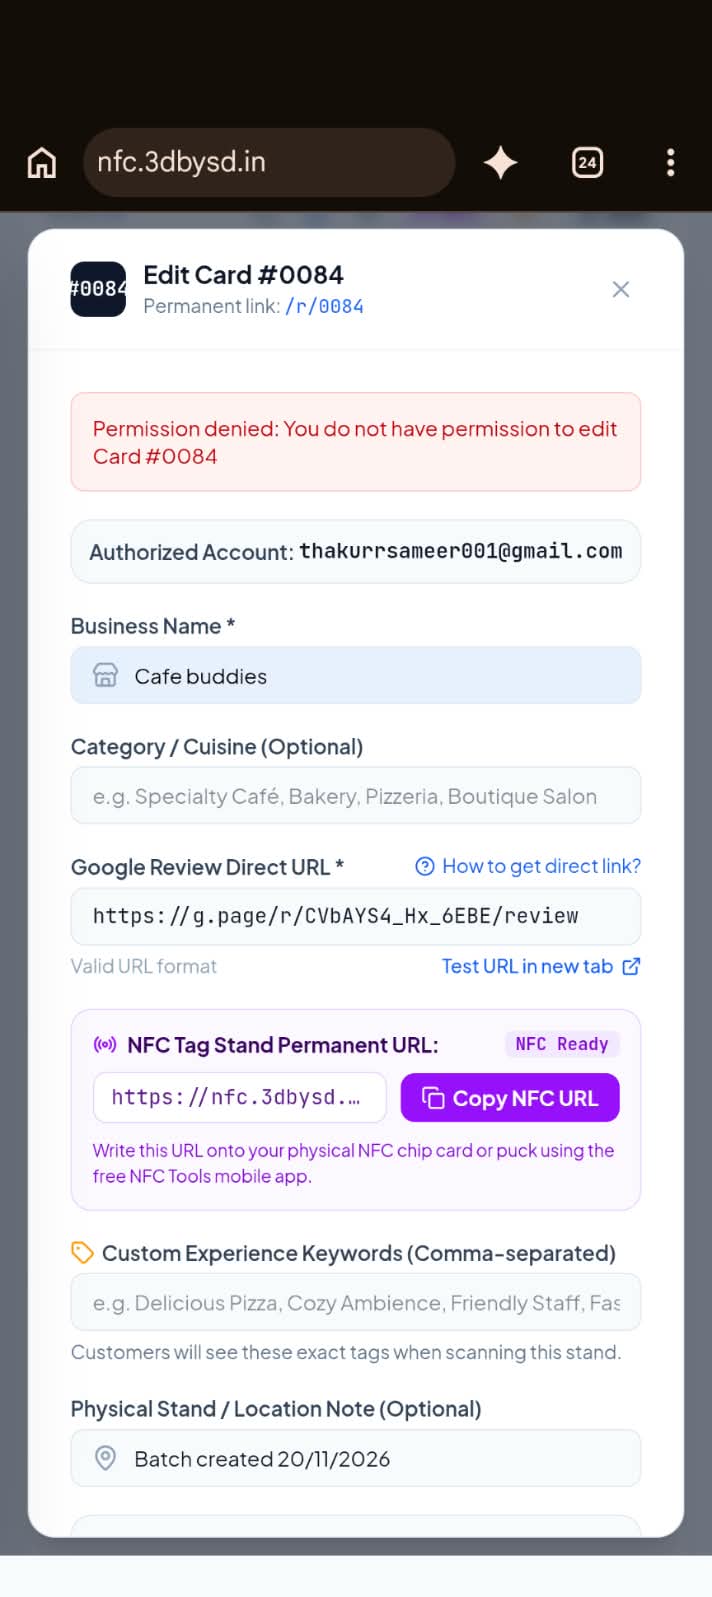 nfc.3dbysd.in
24
#0084
Edit Card #0084
Permanent link: /r/0084
Permission denied: You do not have permission to edit
Card #0084
Authorized Account: thakurrsameer001@gmail.com
Business Name *
Cafe buddies
Category / Cuisine (Optional)
e.g. Specialty Café, Bakery, Pizzeria, Boutique Salon
Google Review Direct URL *
How to get direct link?
https://g.page/r/CVbAYS4_Hx_6EBE/review
Valid URL format
Test URL in new tab
NFC Tag Stand Permanent URL:
NFC Ready
https://nfc.3dbysd.…
Copy NFC URL
Write this URL onto your physical NFC chip card or puck using the
free NFC Tools mobile app.
Custom Experience Keywords (Comma-separated)
e.g. Delicious Pizza, Cozy Ambience, Friendly Staff, Fas
Customers will see these exact tags when scanning this stand.
Physical Stand / Location Note (Optional)
Batch created 20/11/2026